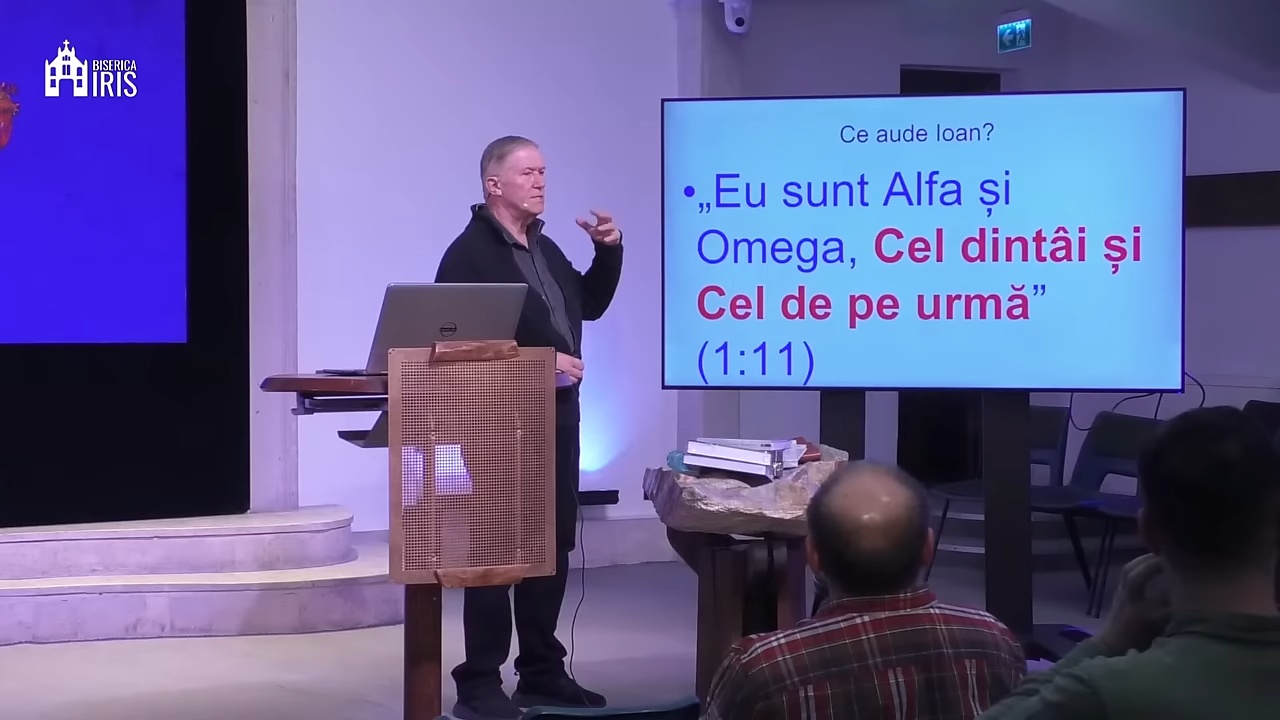 BISERICA
IRIS
Ce aude Ioan?
•„Eu sunt Alfa și
Omega, Cel dintâi și
Cel de pe urmă”
(1:11)